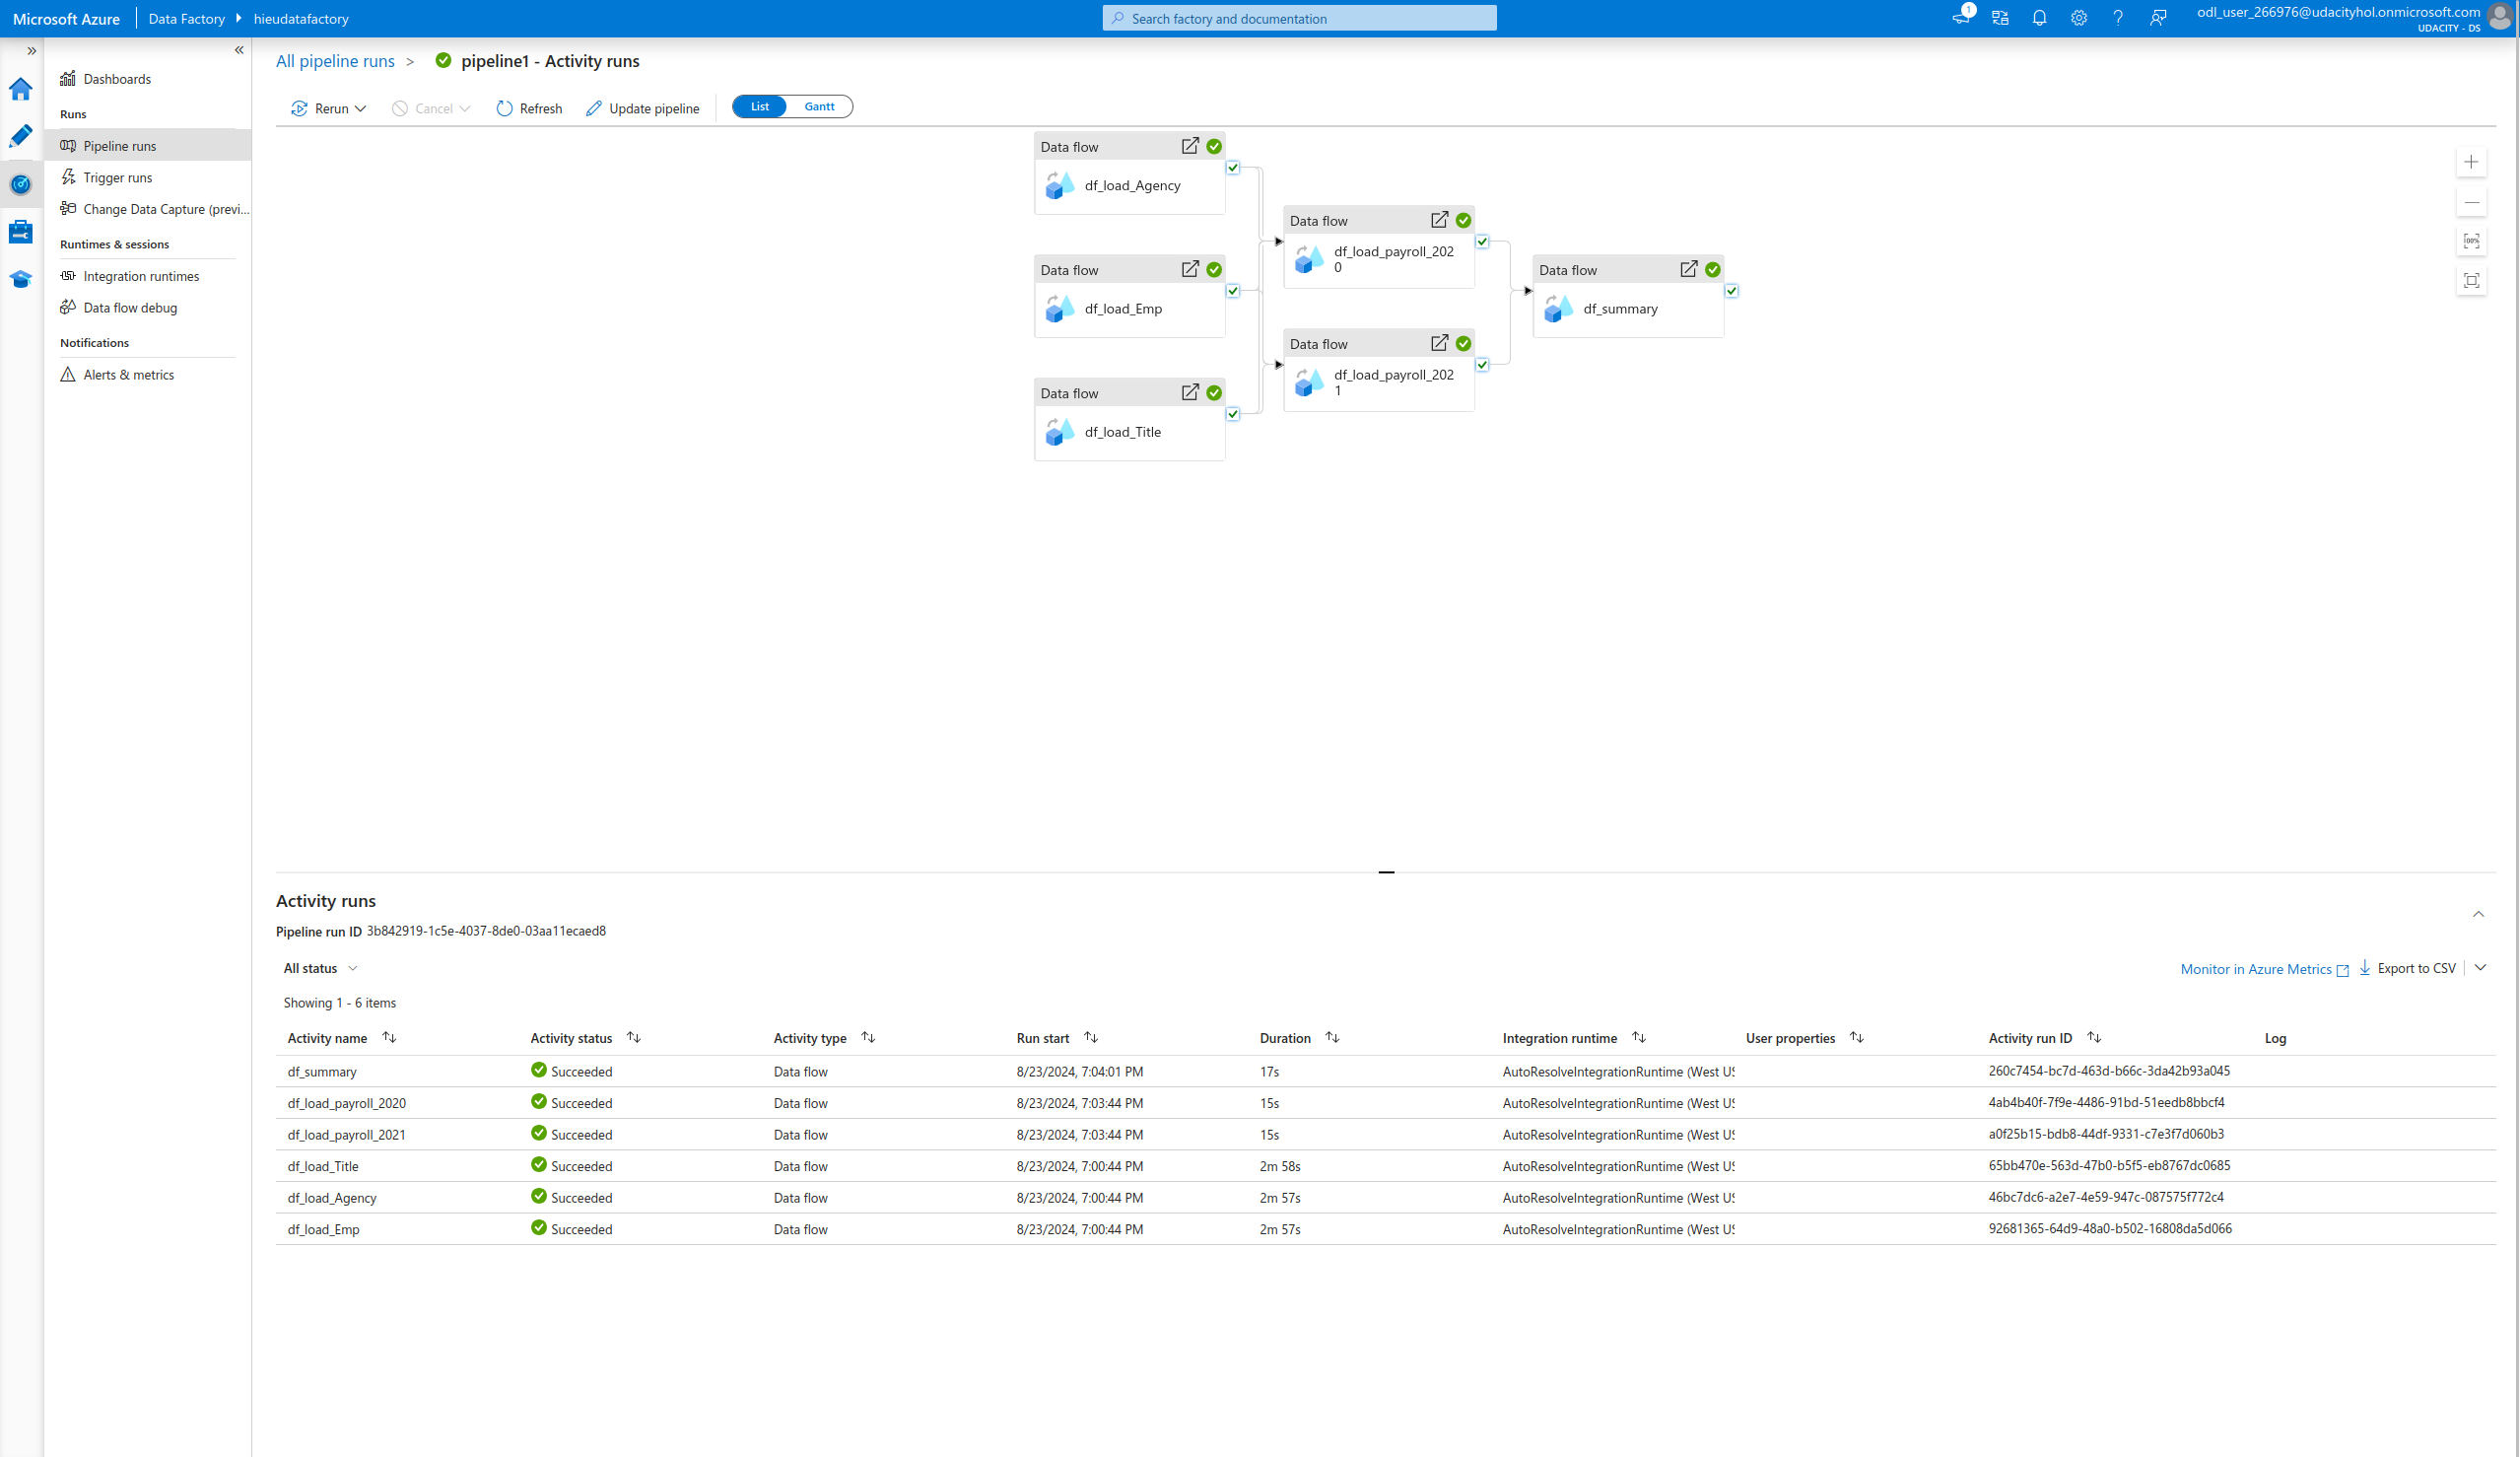 Microsoft Azure Data Factory hieudatafactory Search factory and documentation 1 odl_user_266976@udacityhol.onmicrosoft.com
UDACITY - DS
All pipeline runs > pipeline1 - Activity runs
Dashboards
Runs
Pipeline runs
Trigger runs
Change Data Capture (previ...
Runtimes & sessions
Integration runtimes
Data flow debug
Notifications
Alerts & metrics
Rerun Cancel Refresh Update pipeline List Gantt
Data flow
df_load_Agency
Data flow
df_load_Emp
Data flow
df_load_Title
Data flow
df_load_payroll_202
0
Data flow
df_load_payroll_202
1
Data flow
df_summary
100%
Activity runs
Pipeline run ID 3b842919-1c5e-4037-8de0-03aa11ecaed8
All status Monitor in Azure Metrics Export to CSV
Showing 1 - 6 items
Activity name Activity status Activity type Run start Duration Integration runtime User properties Activity run ID Log
df_summary Succeeded Data flow 8/23/2024, 7:04:01 PM 17s AutoResolveIntegrationRuntime (West US 260c7454-bc7d-463d-b66c-3da42b93a045
df_load_payroll_2020 Succeeded Data flow 8/23/2024, 7:03:44 PM 15s AutoResolveIntegrationRuntime (West US 4ab4b40f-7f9e-4486-91bd-51eedb8bbcf4
df_load_payroll_2021 Succeeded Data flow 8/23/2024, 7:03:44 PM 15s AutoResolveIntegrationRuntime (West US a0f25b15-bdb8-44df-9331-c7e3f7d060b3
df_load_Title Succeeded Data flow 8/23/2024, 7:00:44 PM 2m 58s AutoResolveIntegrationRuntime (West US 65bb470e-563d-47b0-b5f5-eb8767dc0685
df_load_Agency Succeeded Data flow 8/23/2024, 7:00:44 PM 2m 57s AutoResolveIntegrationRuntime (West US 46bc7dc6-a2e7-4e59-947c-087575f772c4
df_load_Emp Succeeded Data flow 8/23/2024, 7:00:44 PM 2m 57s AutoResolveIntegrationRuntime (West US 92681365-64d9-48a0-b502-16808da5d066